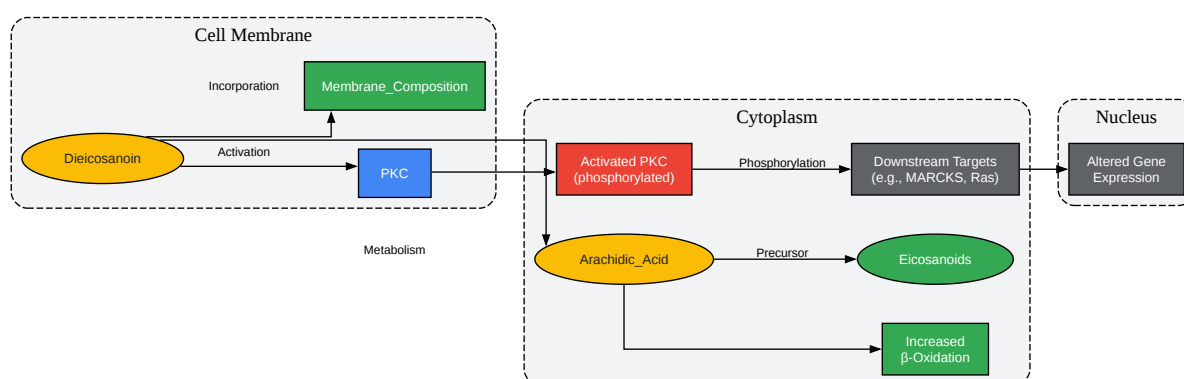 Cell Membrane
Incorporation
Membrane_Composition
Dieicosanoin
Activation
PKC
Metabolism
Cytoplasm
Activated PKC
(phosphorylated)
Phosphorylation
Downstream Targets
(e.g., MARCKS, Ras)
Arachidic_Acid
Precursor
Eicosanoids
Increased
β-Oxidation
Nucleus
Altered Gene
Expression